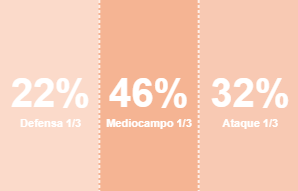 22% 46% 32%
Defensa 1/3 Mediocampo 1/3 Ataque 1/3